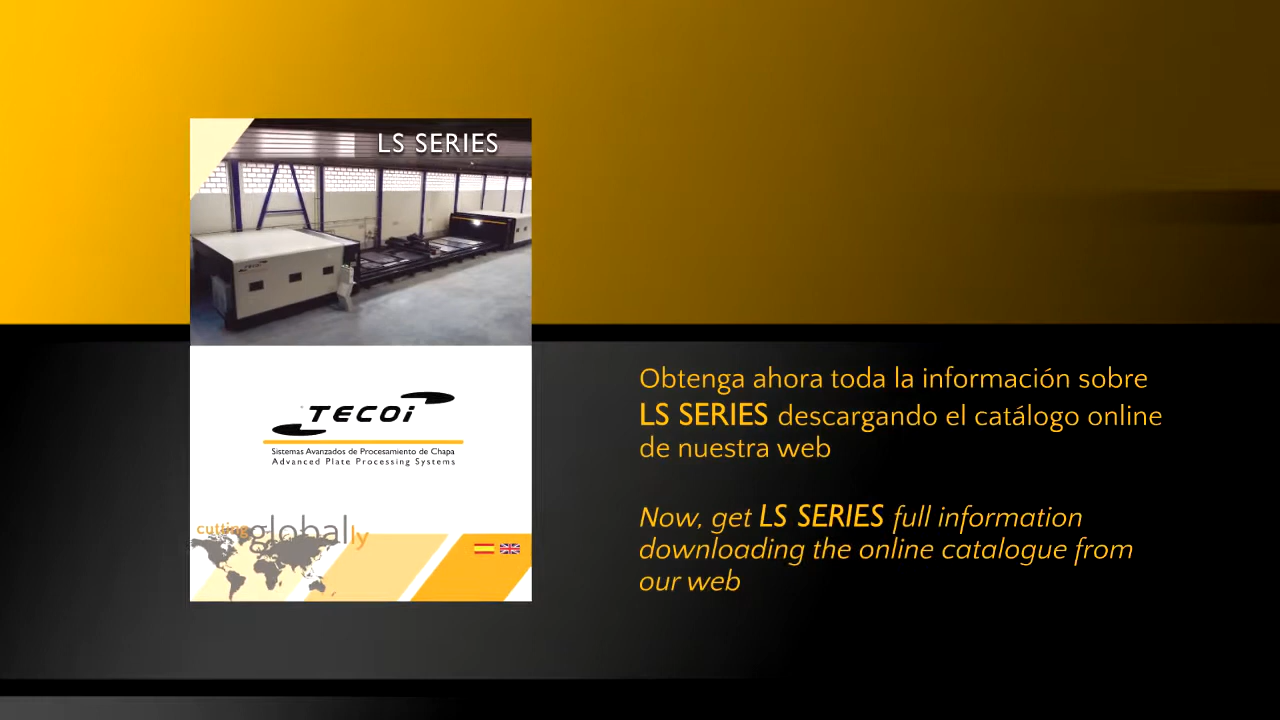 LS SERIES
TECOI
TECOI
Sistemas Avanzados de Procesamiento de Chapa
Advanced Plate Processing Systems
cutting globally
Obtenga ahora toda la información sobre
LS SERIES descargando el catálogo online
de nuestra web
Now, get LS SERIES full information
downloading the online catalogue from
our web